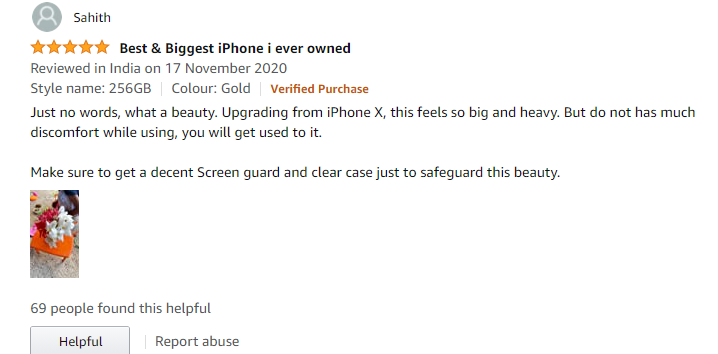 Sahith
Best & Biggest iPhone i ever owned
Reviewed in India on 17 November 2020
Style name: 256GB Colour: Gold Verified Purchase
Just no words, what a beauty. Upgrading from iPhone X, this feels so big and heavy. But do not has much
discomfort while using, you will get used to it.
Make sure to get a decent Screen guard and clear case just to safeguard this beauty.
69 people found this helpful
Helpful Report abuse